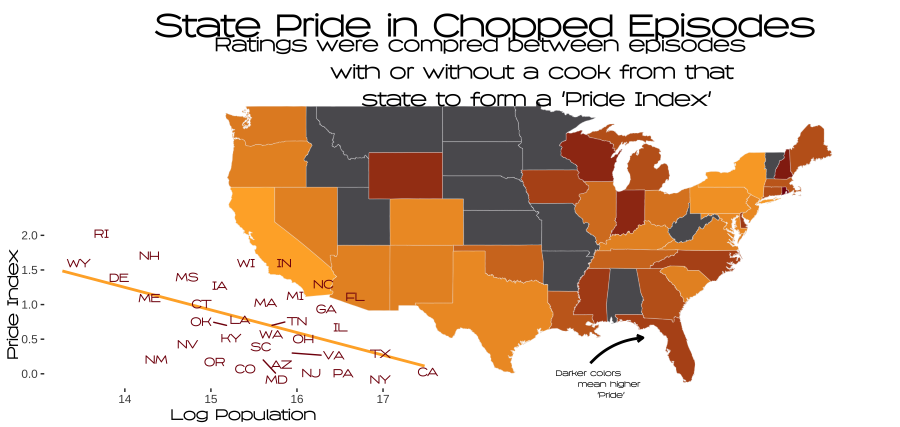 State Pride in Chopped Episodes
Ratings were compred between episodes
with or without a cook from that
state to form a 'Pride Index'
Pride Index
2.0
1.5
1.0
0.5
0.0
RI
NH
WY
WI
IN
DE
MS
IA
NC
ME
CT
MA
MI
FL
GA
OK
LA
TN
IL
NV
KY
WA
OH
SC
NM
OR
CO
AZ
VA
TX
MD
NJ
PA
NY
CA
14
15
16
17
Log Population
Darker colors
mean higher
'Pride'